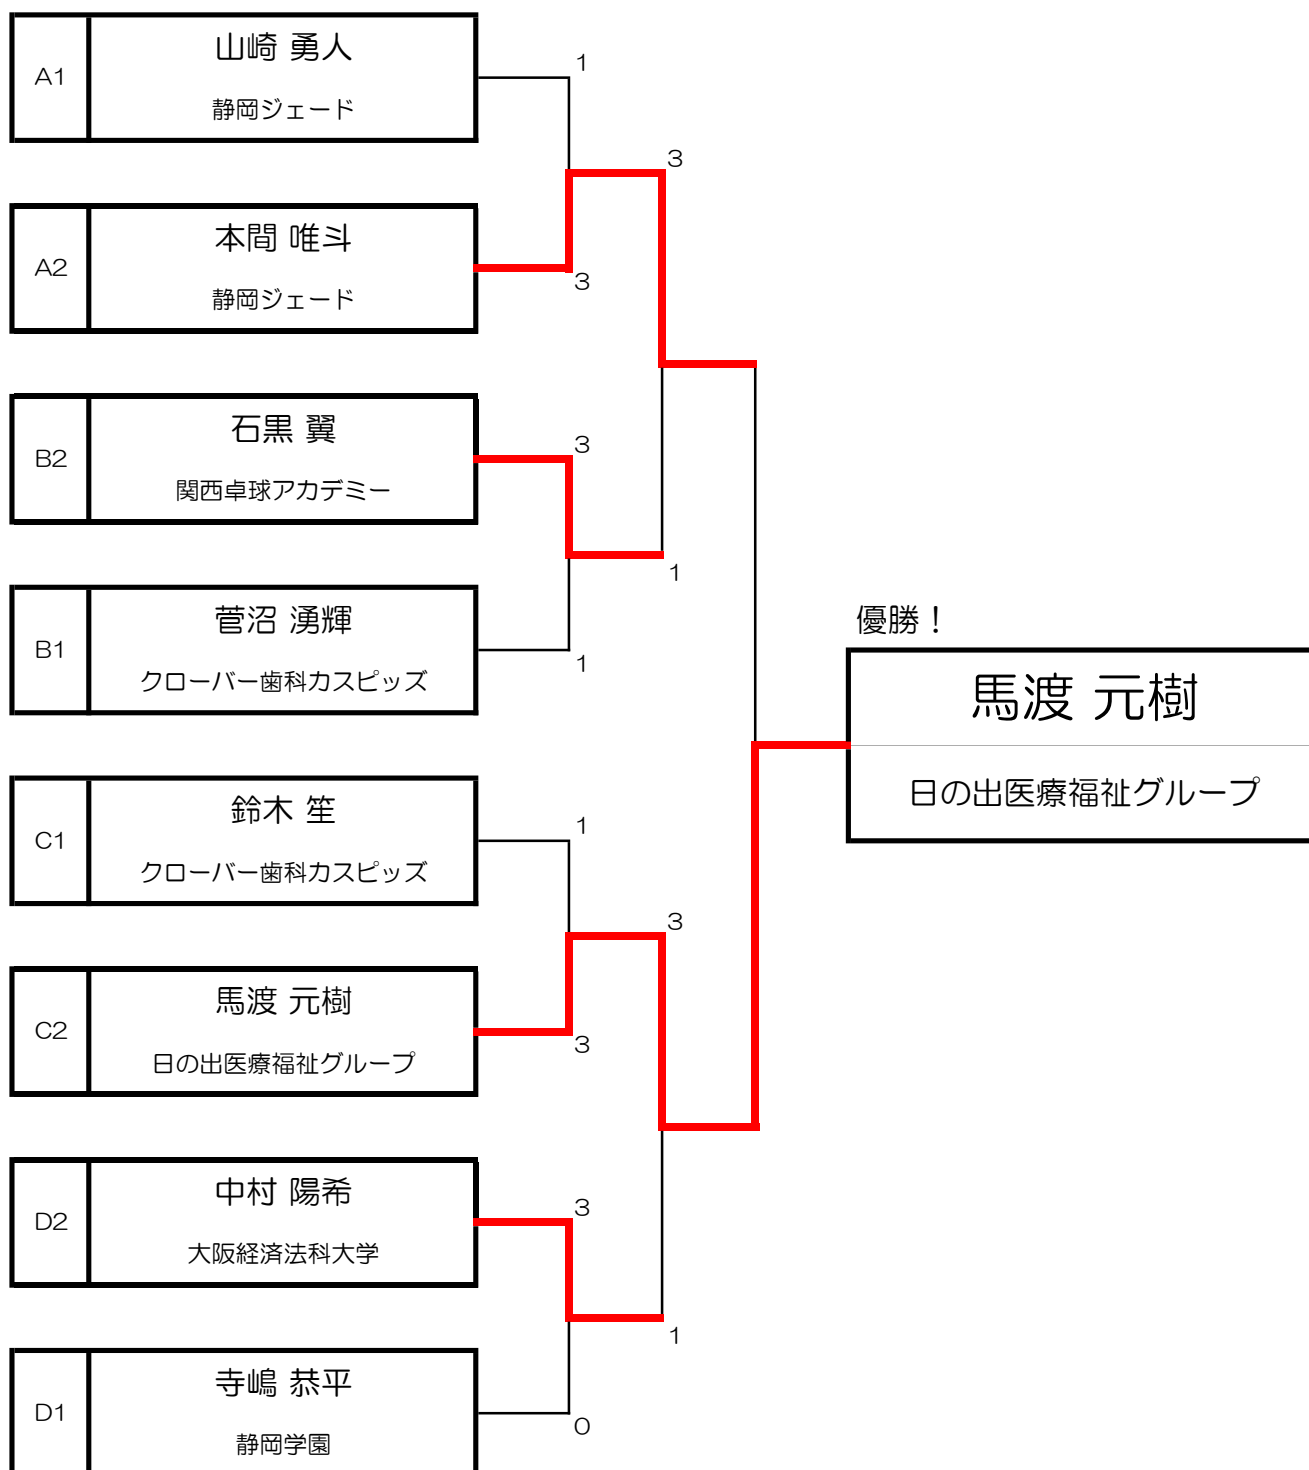 A1
山崎 勇人
静岡ジェード
1
3
A2
本間 唯斗
静岡ジェード
3
B2
石黒 翼
関西卓球アカデミー
3
1
B1
菅沼 湧輝
クローバー歯科カスピッズ
1
優勝！
馬渡 元樹
日の出医療福祉グループ
C1
鈴木 笙
クローバー歯科カスピッズ
1
3
C2
馬渡 元樹
日の出医療福祉グループ
3
D2
中村 陽希
大阪経済法科大学
3
1
D1
寺嶋 恭平
静岡学園
0